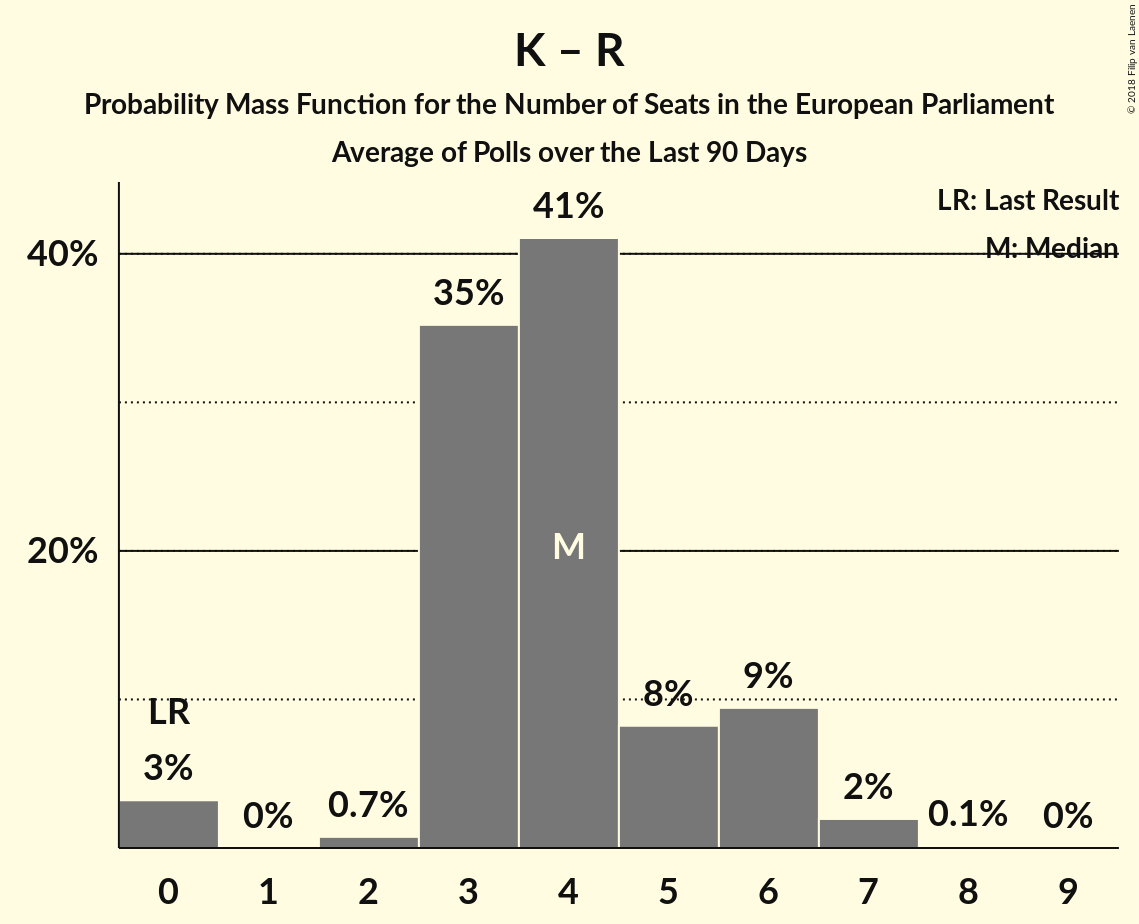 K – R
Probability Mass Function for the Number of Seats in the European Parliament
Average of Polls over the Last 90 Days
© 2018 Filip van Laenen
LR: Last Result
M: Median
41%
40%
35%
M
20%
9%
8%
LR
3%
2%
0.7%
0.1%
0%
0%
0 1 2 3 4 5 6 7 8 9